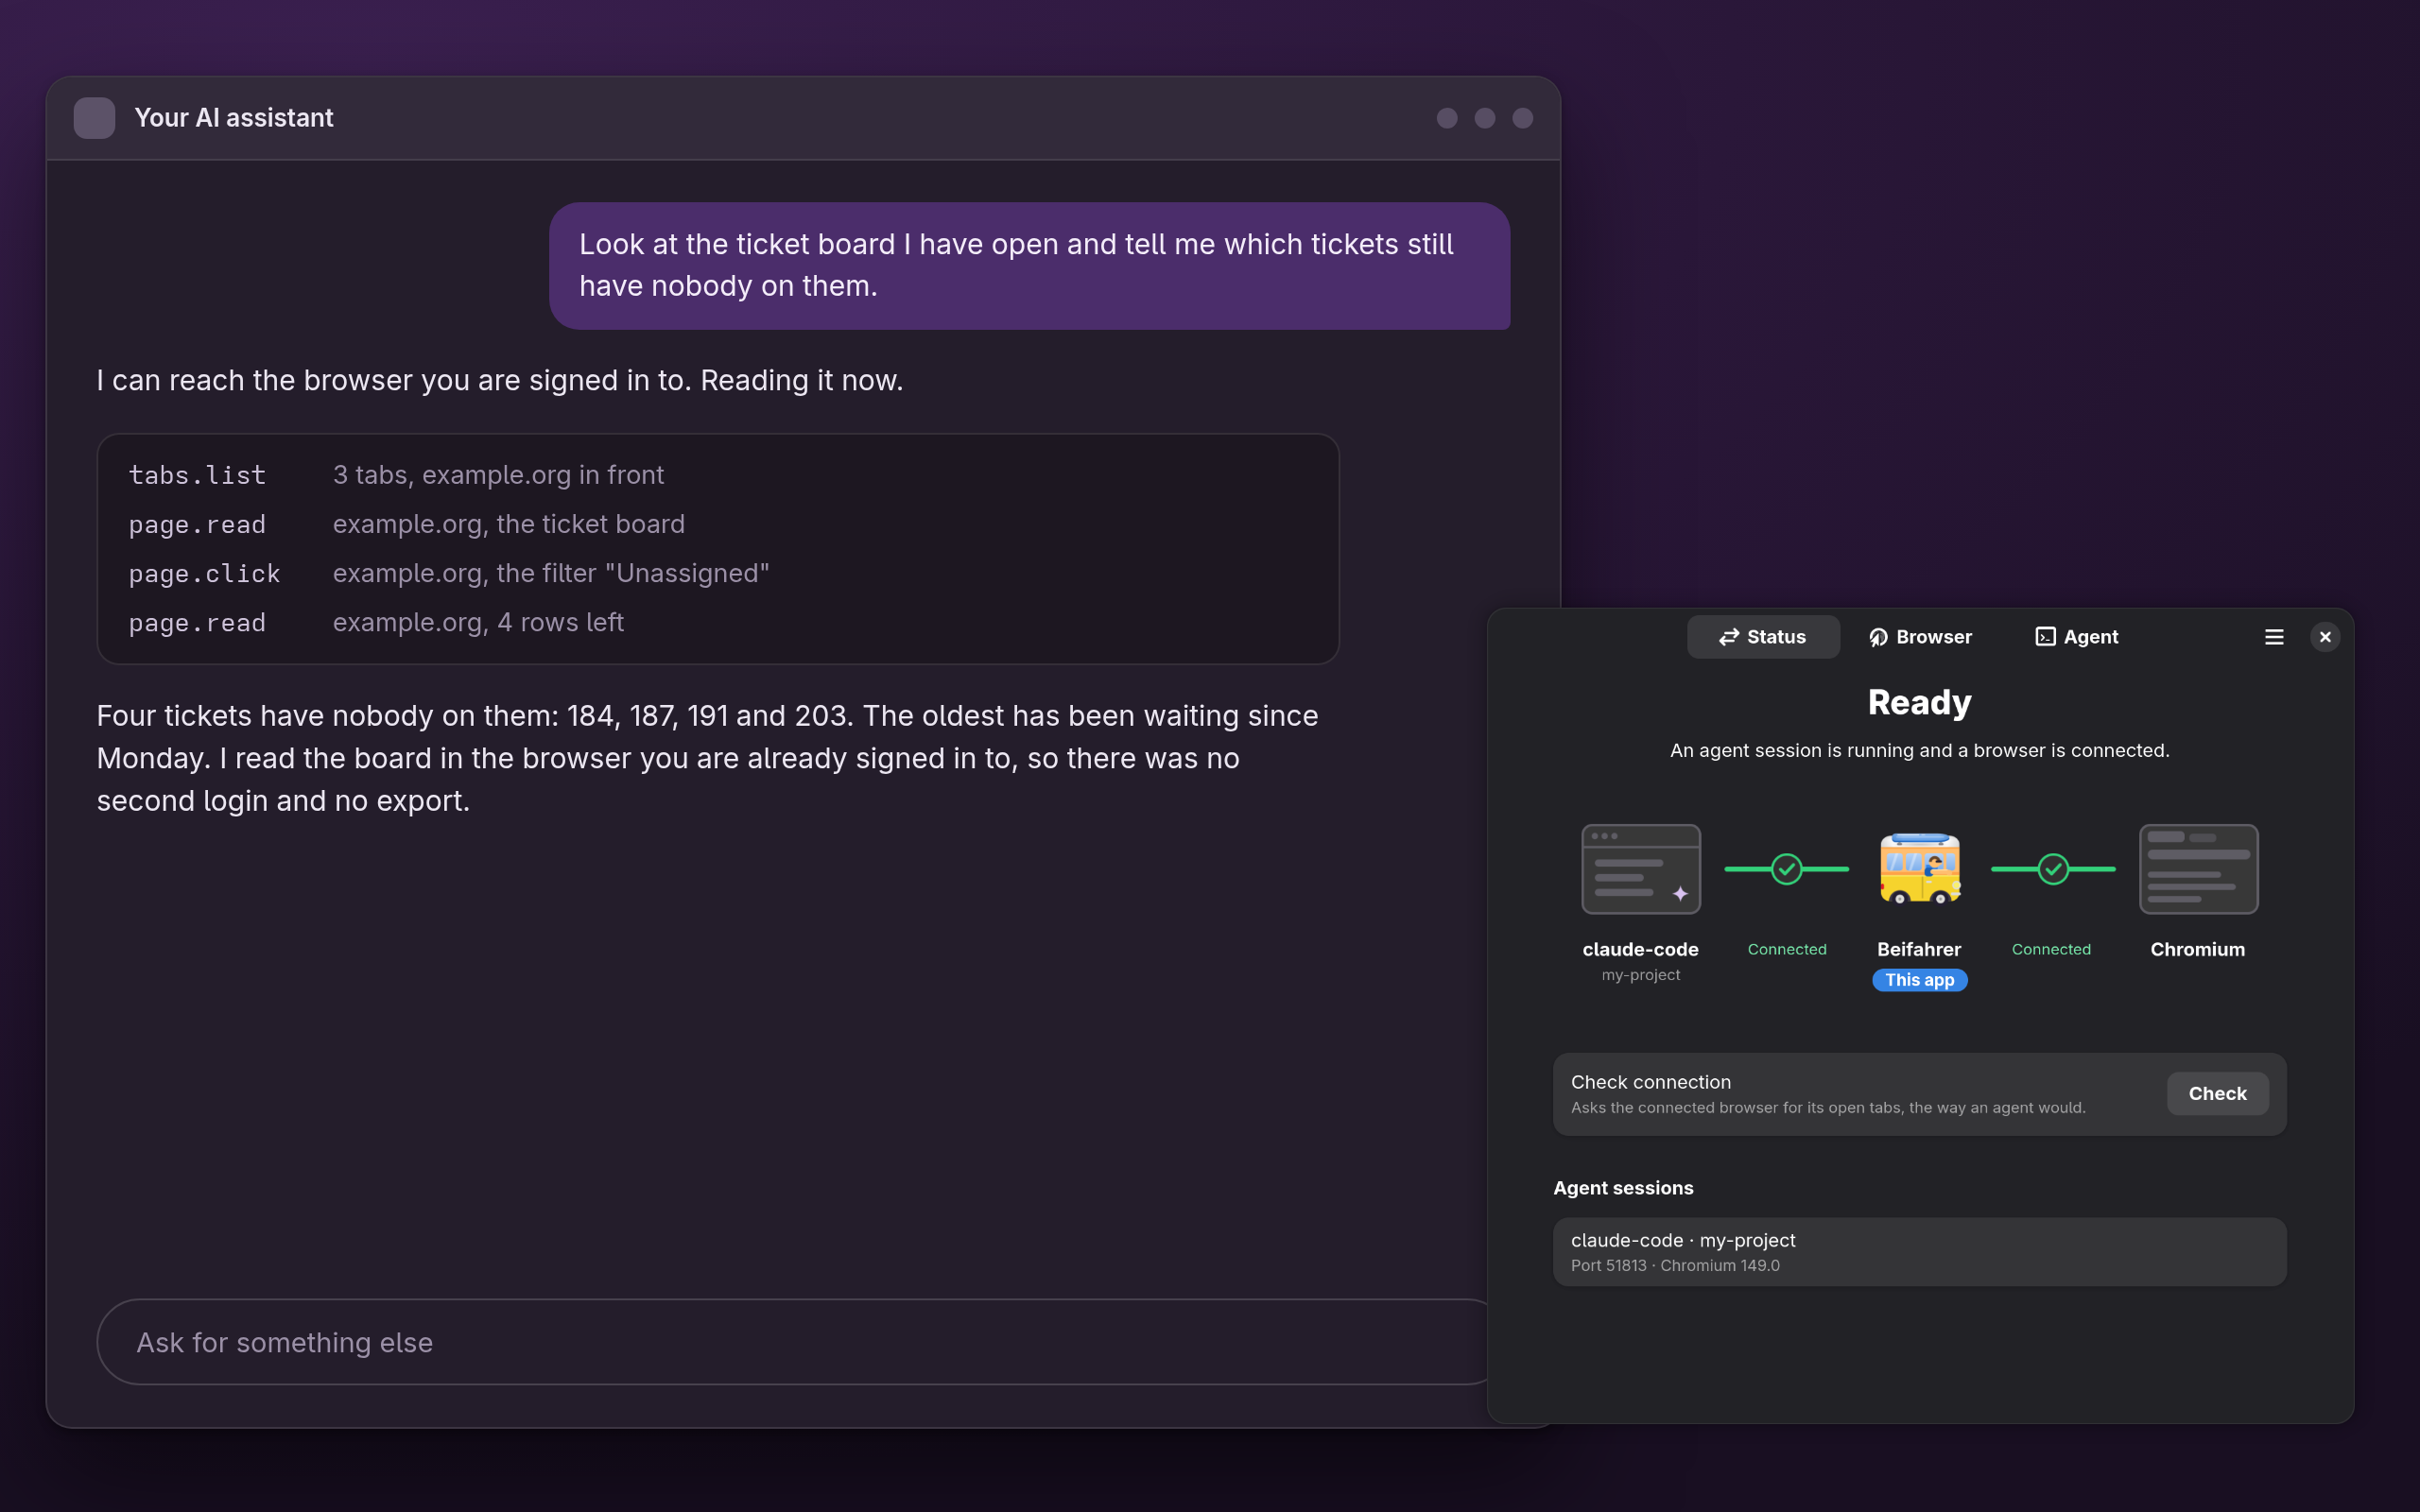 Your AI assistant
Look at the ticket board I have open and tell me which tickets still
have nobody on them.
I can reach the browser you are signed in to. Reading it now.
tabs.list 3 tabs, example.org in front
page.read example.org, the ticket board
page.click example.org, the filter "Unassigned"
page.read example.org, 4 rows left
Four tickets have nobody on them: 184, 187, 191 and 203. The oldest has been waiting since
Monday. I read the board in the browser you are already signed in to, so there was no
second login and no export.
Ask for something else
Status Browser Agent
Ready
An agent session is running and a browser is connected.
claude-code Connected Beifahrer Connected Chromium
my-project This app
Check connection
Asks the connected browser for its open tabs, the way an agent would.
Check
Agent sessions
claude-code · my-project
Port 51813 · Chromium 149.0